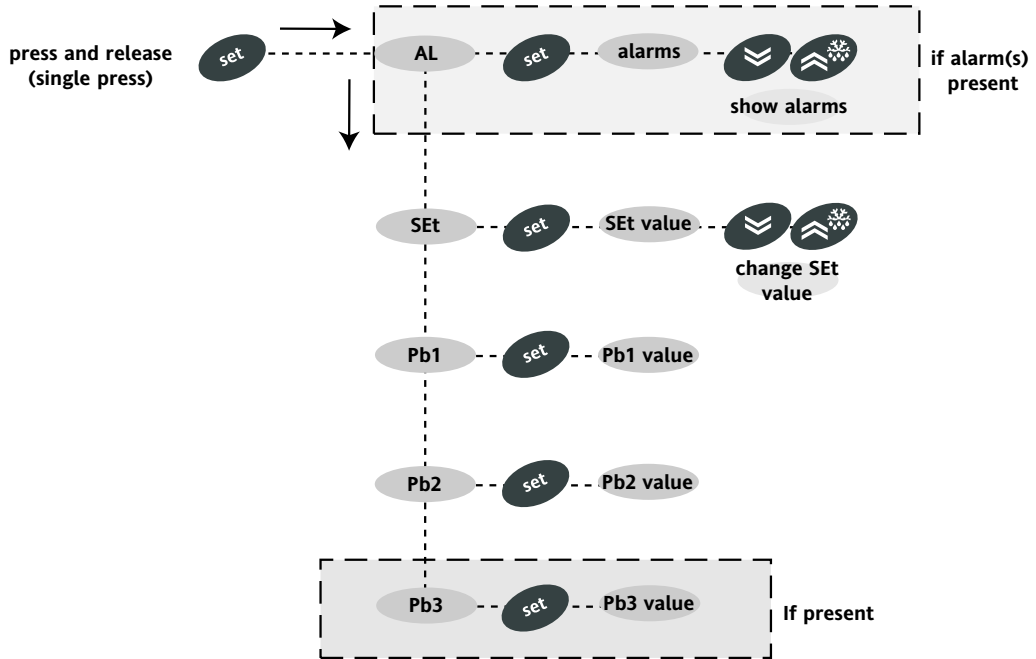 press and release
(single press)
set
AL
set
alarms
if alarm(s)
present
show alarms
SEt
set
SEt value
change SEt
value
Pb1
set
Pb1 value
Pb2
set
Pb2 value
Pb3
set
Pb3 value
If present